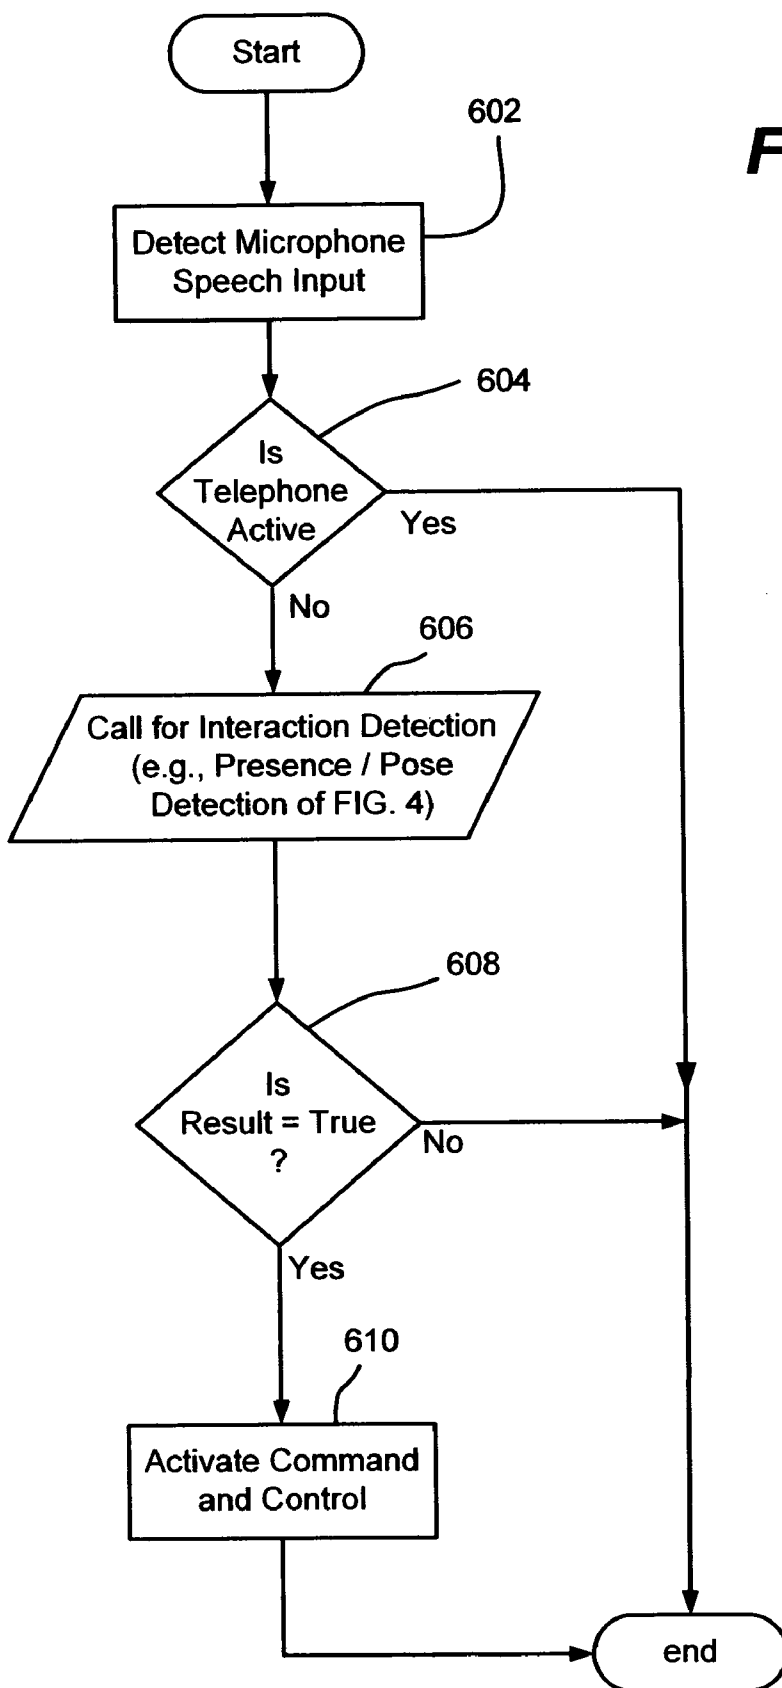 Start
602
F
Detect Microphone
Speech Input
604
Is
Telephone
Active
Yes
No
606
Call for Interaction Detection
(e.g., Presence / Pose
Detection of FIG. 4)
608
Is
Result = True
?
No
Yes
610
Activate Command
and Control
end